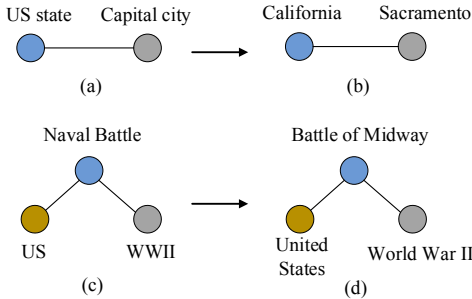 US state
Capital city
California
Sacramento
(a)
(b)
Naval Battle
Battle of Midway
US
WWII
United
States
World War II
(c)
(d)